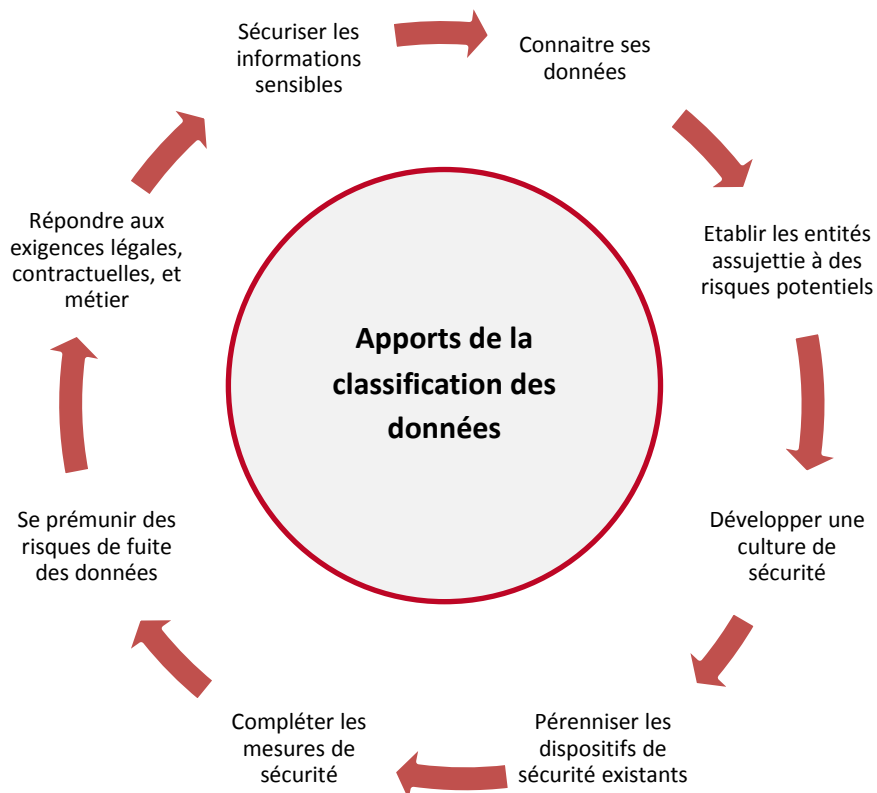 Sécuriser les
informations
sensibles
Connaitre ses
données
Etablir les entités
assujettie à des
risques potentiels
Développer une
culture de
sécurité
Pérenniser les
dispositifs de
sécurité existants
Compléter les
mesures de
sécurité
Se prémunir des
risques de fuite
des données
Répondre aux
exigences légales,
contractuelles, et
métier
Apports de la
classification des
données